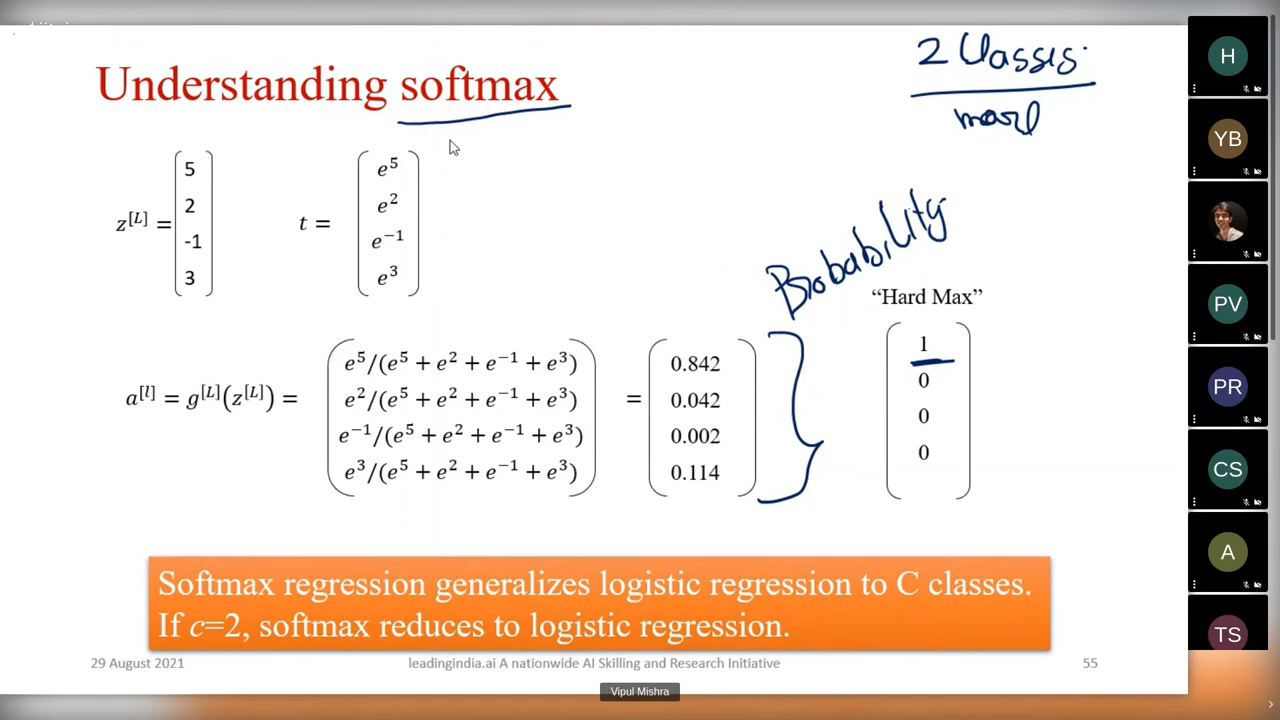 2 Classes
Understanding softmax
z^[L] = [5 2 -1 3]
t = [e^5 e^2 e^−1 e^3]
Probability
“Hard Max”
a^[l] = g^[L](z^[L]) =
e^5/(e^5 + e^2 + e^−1 + e^3)
e^2/(e^5 + e^2 + e^−1 + e^3)
e^−1/(e^5 + e^2 + e^−1 + e^3)
e^3/(e^5 + e^2 + e^−1 + e^3)
=
0.842
0.042
0.002
0.114
1
0
0
0
Softmax regression generalizes logistic regression to C classes.
If c=2, softmax reduces to logistic regression.
29 August 2021
leadingindia.ai A nationwide AI Skilling and Research Initiative
55
Vipul Mishra
H
YB
PV
PR
CS
A
TS